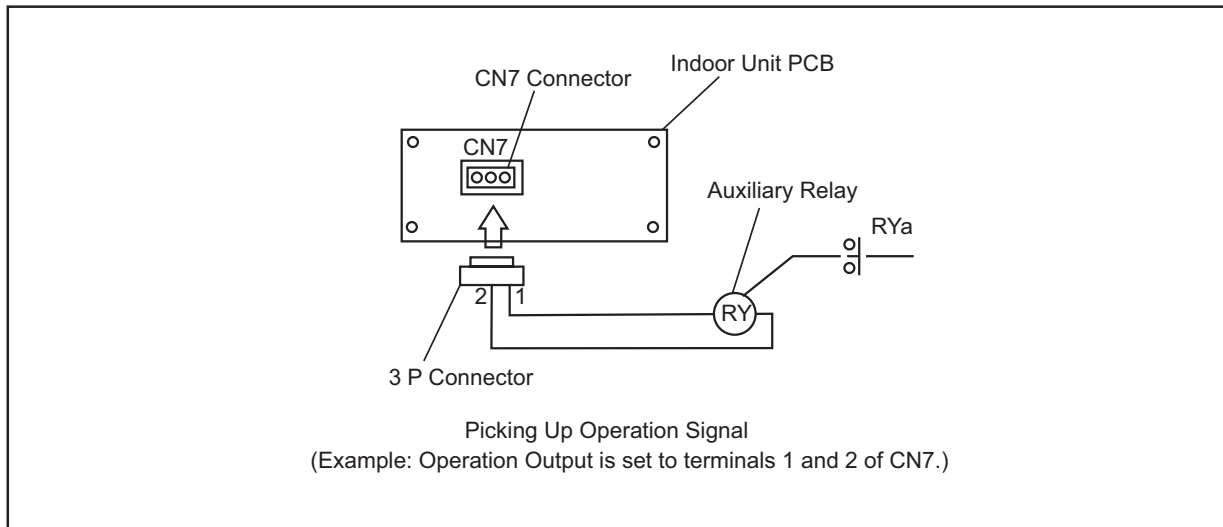 Indoor Unit PCB
CN7 Connector
CN7
Auxiliary Relay
RYa
2 1
RY
3 P Connector
Picking Up Operation Signal
(Example: Operation Output is set to terminals 1 and 2 of CN7.)